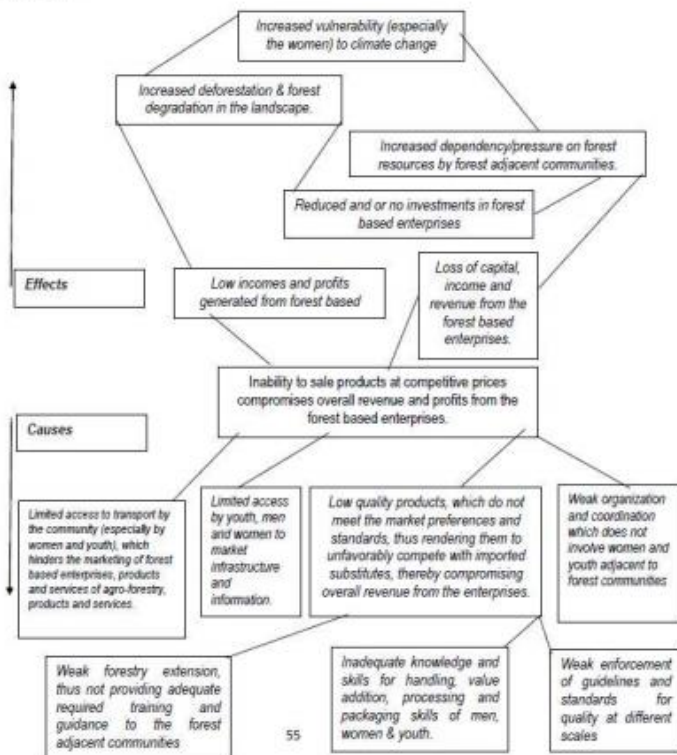 Increased vulnerability (especially
the women) to climate change
Increased deforestation & forest
degradation in the landscape.
Increased dependency/pressure on forest
resources by forest adjacent communities.
Reduced and or no investments in forest
based enterprises
Effects
Low incomes and profits
generated from forest based
Loss of capital,
income and
revenue from the
forest based
enterprises.
Inability to sale products at competitive prices
compromises overall revenue and profits from the
forest based enterprises.
Causes
Limited access to transport by
the community (especially by
women and youth), which
hinders the marketing of forest
based enterprises, products
and services of agro-forestry,
products and services.
Limited access
by youth, men
and women to
market
infrastructure
and
information.
Low quality products, which do not
meet the market preferences and
standards, thus rendering them to
unfavorably compete with imported
substitutes, thereby compromising
overall revenue from the enterprises.
Weak organization
and coordination
which does not
involve women and
youth adjacent to
forest communities
Weak forestry extension,
thus not providing adequate
required training and
guidance to the forest
adjacent communities
Inadequate knowledge and
skills for handling, value
addition, processing and
packaging skills of men,
women & youth.
Weak enforcement
of guidelines and
standards for
quality at different
scales
55